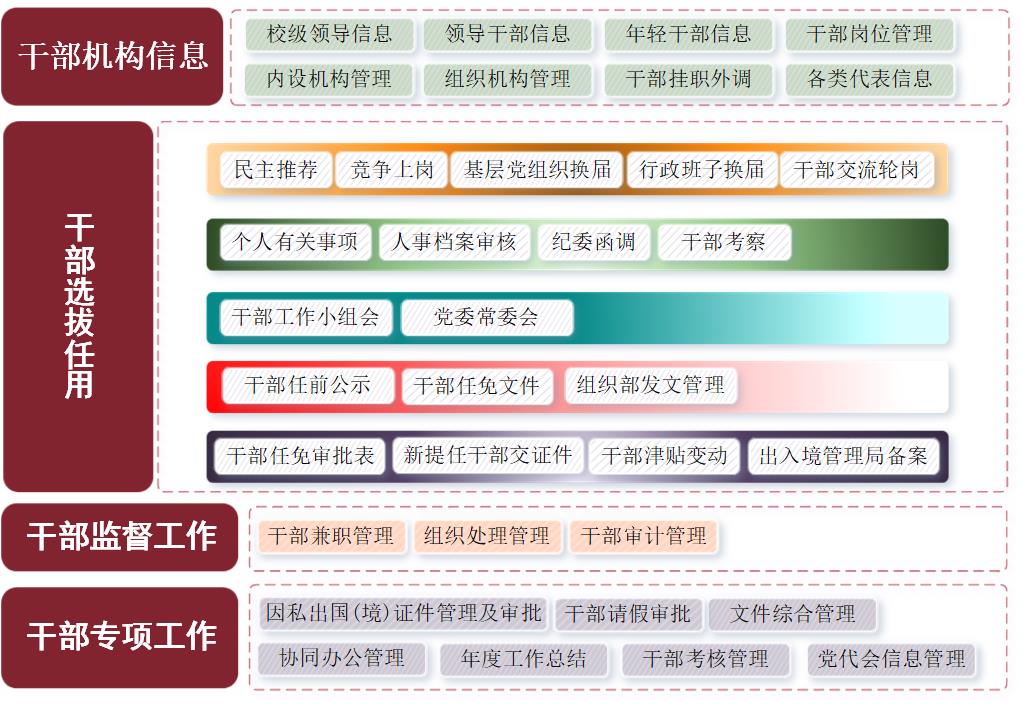 干部机构信息
校级领导信息 领导干部信息 年轻干部信息 干部岗位管理
内设机构管理 组织机构管理 干部挂职外调 各类代表信息
干部选拔任用
民主推荐 竞争上岗 基层党组织换届 行政班子换届 干部交流轮岗
个人有关事项 人事档案审核 纪委函调 干部考察
干部工作小组会 党委常委会
干部任前公示 干部任免文件 组织部发文管理
干部任免审批表 新提任干部交证件 干部津贴变动 出入境管理局备案
干部监督工作
干部兼职管理 组织处理管理 干部审计管理
干部专项工作
因私出国(境)证件管理及审批 干部请假审批 文件综合管理
协同办公管理 年度工作总结 干部考核管理 党代会信息管理